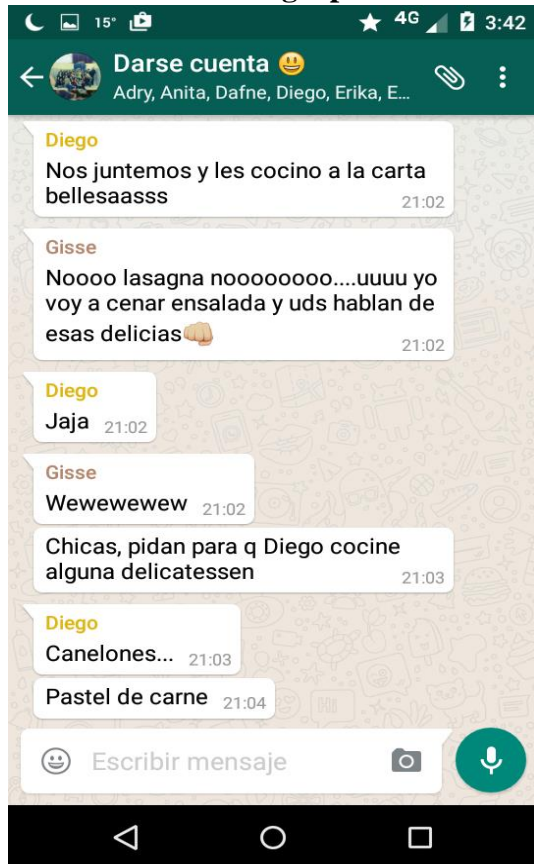 15° 4G 3:42
Darse cuenta 😃
Adry, Anita, Dafne, Diego, Erika, E...
Diego
Nos juntemos y les cocino a la carta
bellesaasss 21:02
Gisse
Noooo lasagna noooooooo....uuuu yo
voy a cenar ensalada y uds hablan de
esas delicias👊🏼 21:02
Diego
Jaja 21:02
Gisse
Wewewewew 21:02
Chicas, pidan para q Diego cocine
alguna delicatessen 21:03
Diego
Canelones... 21:03
Pastel de carne 21:04
Escribir mensaje